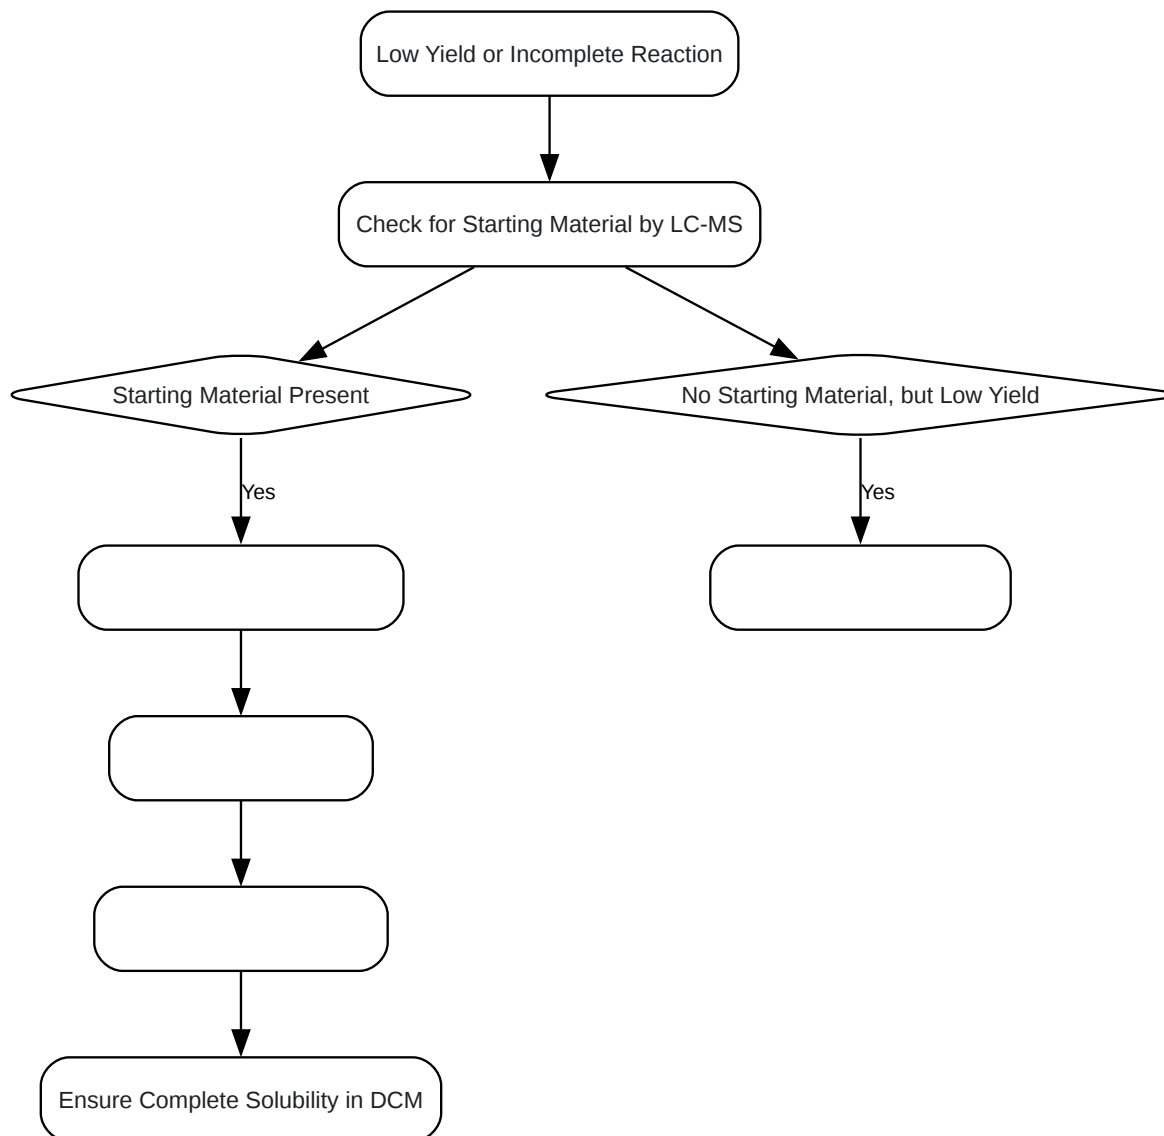 Low Yield or Incomplete Reaction
Check for Starting Material by LC-MS
Starting Material Present
No Starting Material, but Low Yield
Yes
Yes
Ensure Complete Solubility in DCM